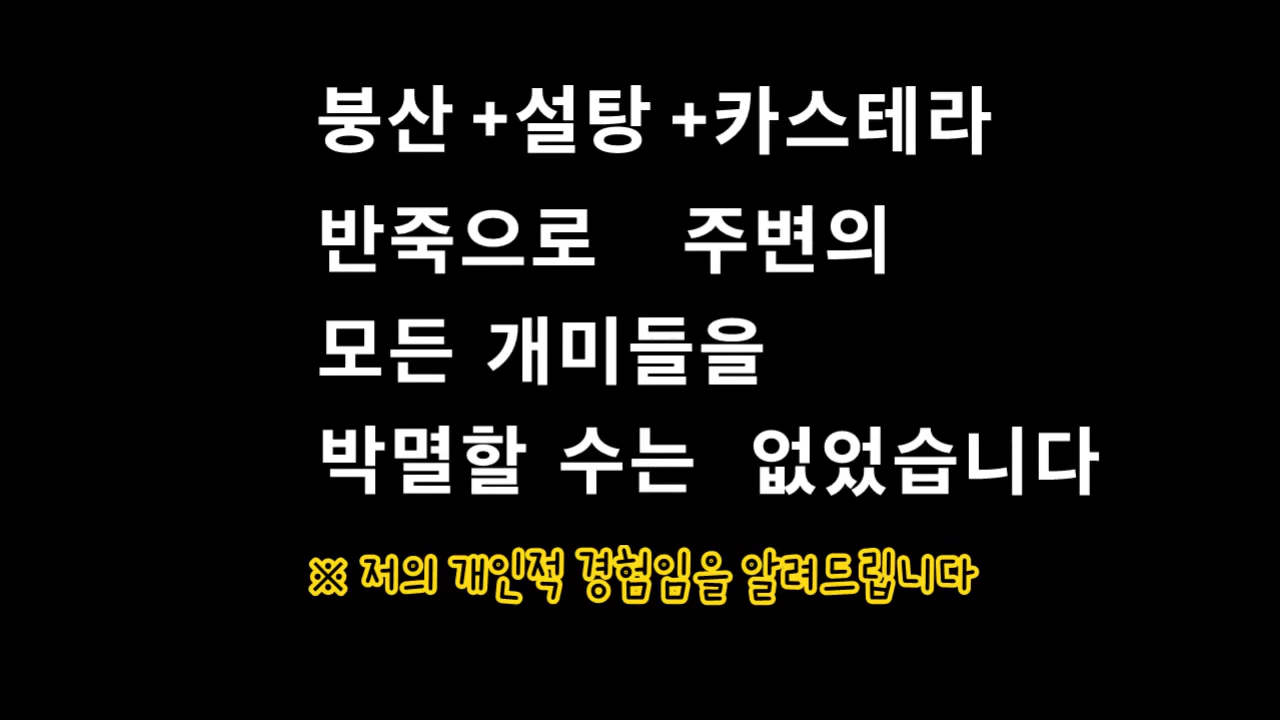 붕산 +설탕 +카스테라
반죽으로 주변의
모든 개미들을
박멸할 수는 없었습니다
※ 저의 개인적 경험임을 알려드립니다